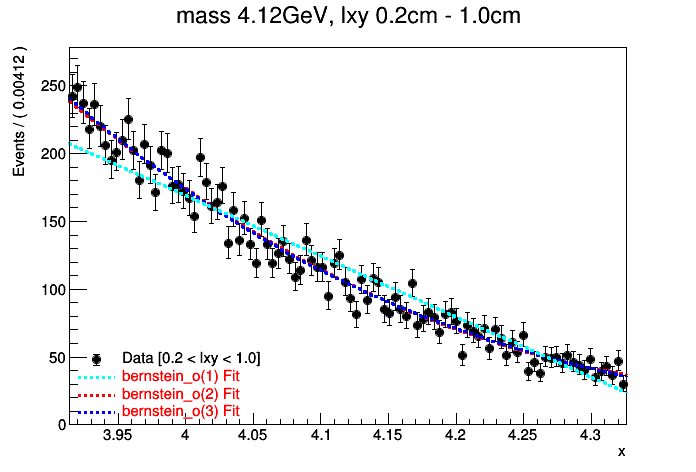 mass 4.12GeV, lxy 0.2cm - 1.0cm
Events / ( 0.00412 )
250
200
150
100
50
0
Data [0.2 < lxy < 1.0]
bernstein_o(1) Fit
bernstein_o(2) Fit
bernstein_o(3) Fit
3.95 4 4.05 4.1 4.15 4.2 4.25 4.3
x